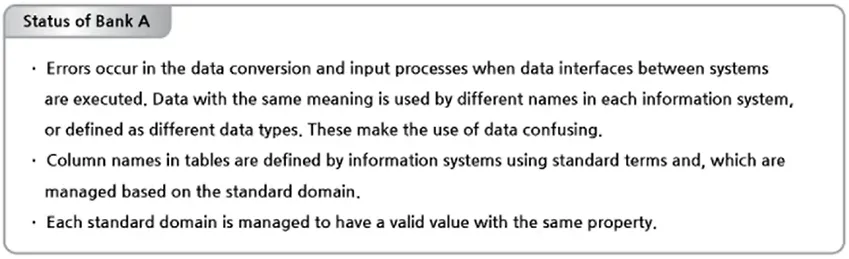 Status of Bank A
· Errors occur in the data conversion and input processes when data interfaces between systems
are executed. Data with the same meaning is used by different names in each information system,
or defined as different data types. These make the use of data confusing.
· Column names in tables are defined by information systems using standard terms and, which are
managed based on the standard domain.
· Each standard domain is managed to have a valid value with the same property.